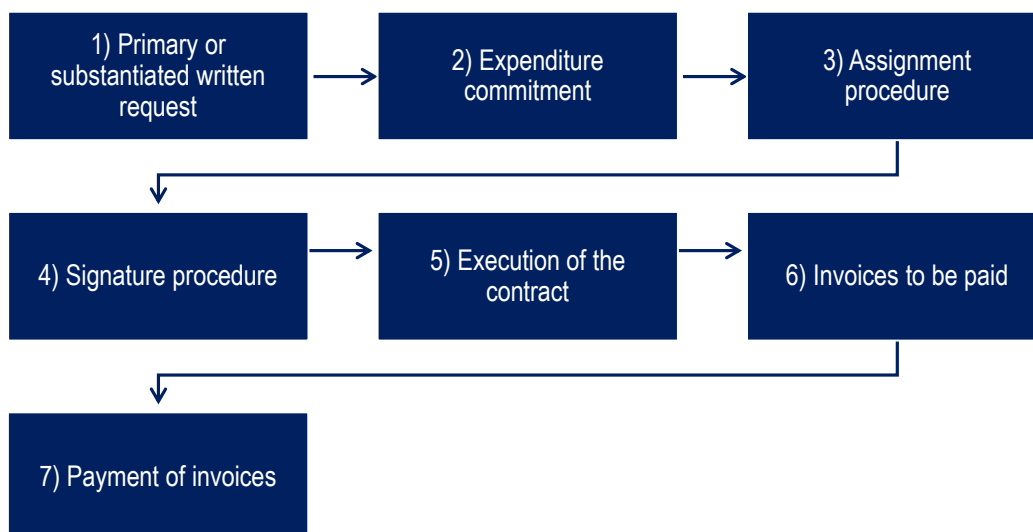 1) Primary or
substantiated written
request
2) Expenditure
commitment
3) Assignment
procedure
4) Signature procedure
5) Execution of the
contract
6) Invoices to be paid
7) Payment of invoices